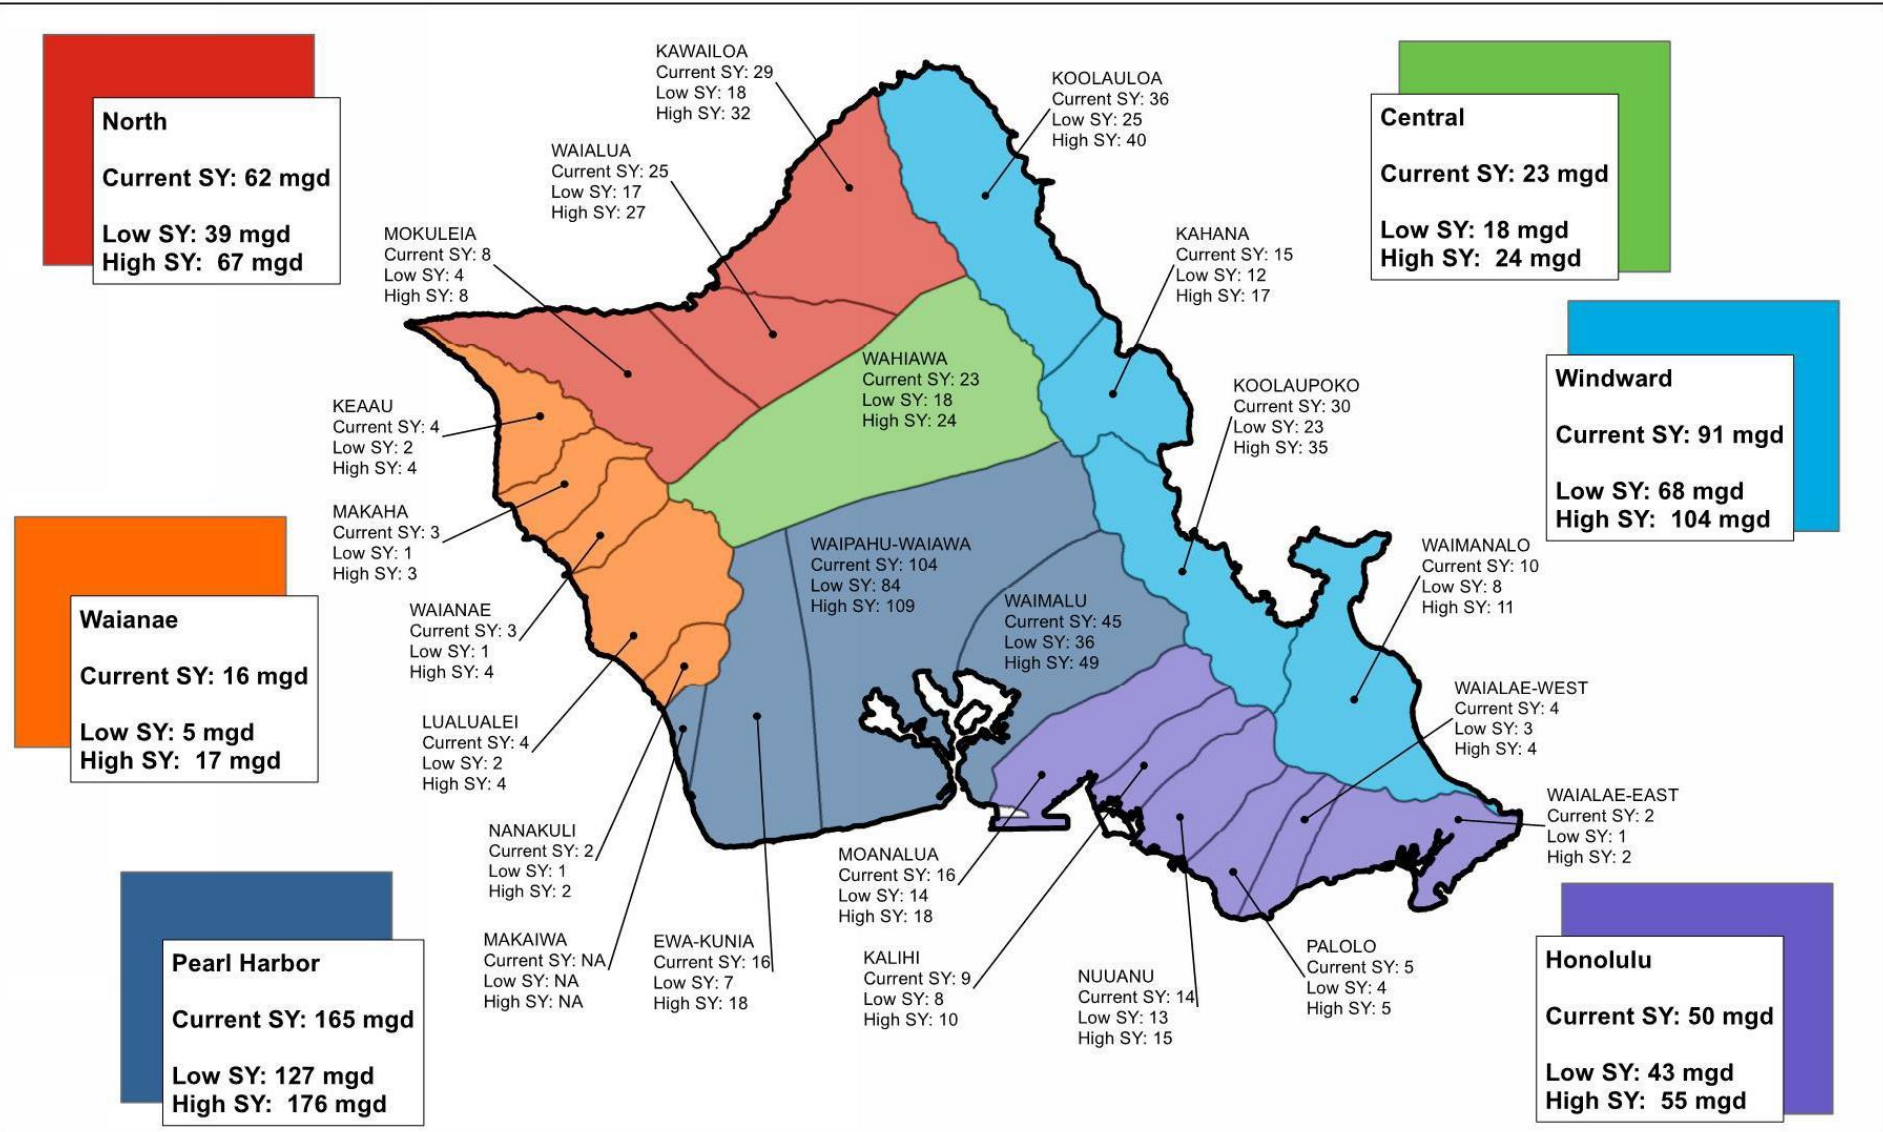 North
Current SY: 62 mgd
Low SY: 39 mgd
High SY: 67 mgd
KAWAILOA
Current SY: 29
Low SY: 18
High SY: 32
KOOLAULOA
Current SY: 36
Low SY: 25
High SY: 40
Central
Current SY: 23 mgd
Low SY: 18 mgd
High SY: 24 mgd
WAIALUA
Current SY: 25
Low SY: 17
High SY: 27
MOKULEIA
Current SY: 8
Low SY: 4
High SY: 8
KAHANA
Current SY: 15
Low SY: 12
High SY: 17
WAHIAWA
Current SY: 23
Low SY: 18
High SY: 24
Windward
Current SY: 91 mgd
Low SY: 68 mgd
High SY: 104 mgd
KOOLAUPOKO
Current SY: 30
Low SY: 23
High SY: 35
KEAAU
Current SY: 4
Low SY: 2
High SY: 4
MAKAHA
Current SY: 3
Low SY: 1
High SY: 3
WAIPAHU-WAIAWA
Current SY: 104
Low SY: 84
High SY: 109
WAIMANALO
Current SY: 10
Low SY: 8
High SY: 11
WAIMALU
Current SY: 45
Low SY: 36
High SY: 49
Waianae
Current SY: 16 mgd
Low SY: 5 mgd
High SY: 17 mgd
WAIANAE
Current SY: 3
Low SY: 1
High SY: 4
WAIALAE-WEST
Current SY: 4
Low SY: 3
High SY: 4
LUALUALEI
Current SY: 4
Low SY: 2
High SY: 4
WAIALAE-EAST
Current SY: 2
Low SY: 1
High SY: 2
NANAKULI
Current SY: 2
Low SY: 1
High SY: 2
MOANALUA
Current SY: 16
Low SY: 14
High SY: 18
MAKAIWA
Current SY: NA
Low SY: NA
High SY: NA
EWA-KUNIA
Current SY: 16
Low SY: 7
High SY: 18
KALIHI
Current SY: 9
Low SY: 8
High SY: 10
NUUANU
Current SY: 14
Low SY: 13
High SY: 15
PALOLO
Current SY: 5
Low SY: 4
High SY: 5
Pearl Harbor
Current SY: 165 mgd
Low SY: 127 mgd
High SY: 176 mgd
Honolulu
Current SY: 50 mgd
Low SY: 43 mgd
High SY: 55 mgd